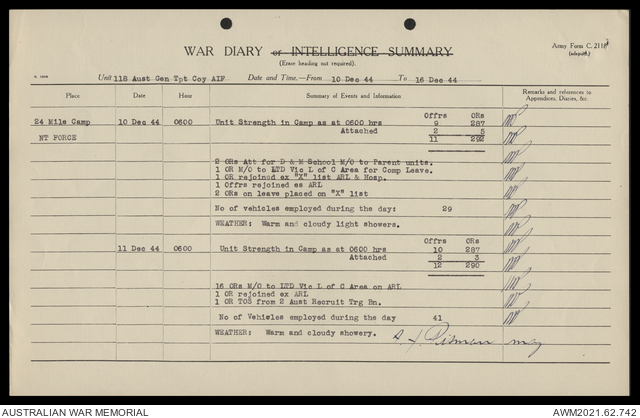 WAR DIARY or INTELLIGENCE SUMMARY
(Erase heading not required).
Army Form C. 2118
(adapted.)
Unit 118 Aust Gen Tpt Coy AIF Date and Time.—From 10 Dec 44 To 16 Dec 44
Place Date Hour Summary of Events and Information Remarks and references to Appendices, Diaries, &c.
Offrs ORs
24 Mile Camp 10 Dec 44 0600 Unit Strength in Camp as at 0600 hrs 9 287
Attached 2 5
NT FORCE 11 292
2 ORs Att for D & M School M/O to Parent units.
1 OR M/O to LTD Vic L of C Area for Comp Leave.
1 OR rejoined ex "X" list ARL & Hosp.
1 Offrs rejoined ex ARL
2 ORs on leave placed on "X" list
No of vehicles employed during the day: 29
WEATHER: Warm and cloudy light showers.
Offrs ORs
11 Dec 44 0600 Unit Strength in Camp as at 0600 hrs 10 287
Attached 2 3
12 290
16 ORs M/O to LTD Vic L of C Area on ARL
1 OR rejoined ex ARL
1 OR TOS from 2 Aust Recruit Trg Bn.
No of Vehicles employed during the day 41
WEATHER: Warm and cloudy showery.
AUSTRALIAN WAR MEMORIAL
AWM2021.62.742